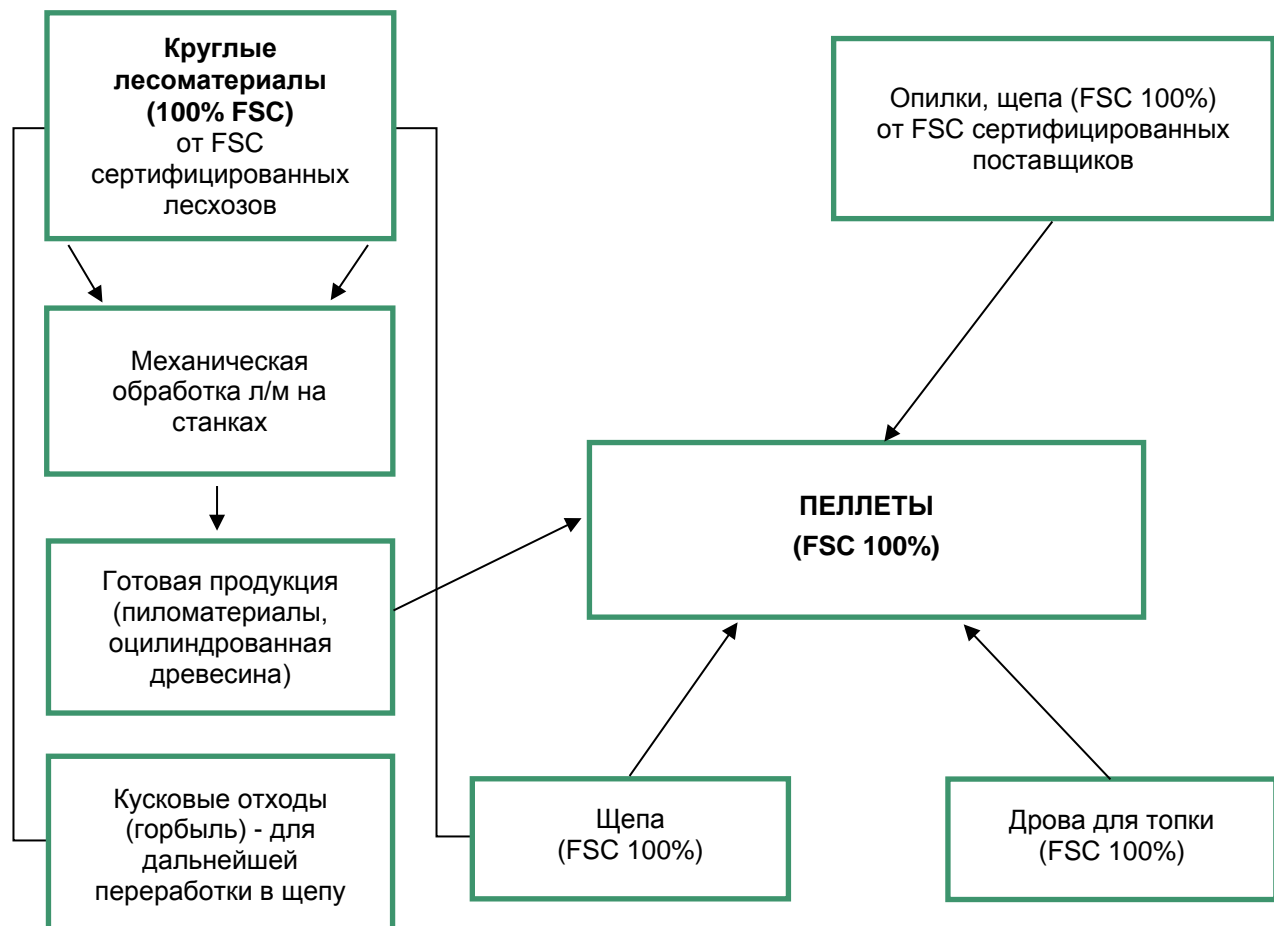 Круглые
лесоматериалы
(100% FSC)
от FSC
сертифицированных
лесхозов
Опилки, щепа (FSC 100%)
от FSC сертифицированных
поставщиков
Механическая
обработка л/м на
станках
ПЕЛЛЕТЫ
(FSC 100%)
Готовая продукция
(пиломатериалы,
оцилиндрованная
древесина)
Кусковые отходы
(горбыль) - для
дальнейшей
переработки в щепу
Щепа
(FSC 100%)
Дрова для топки
(FSC 100%)